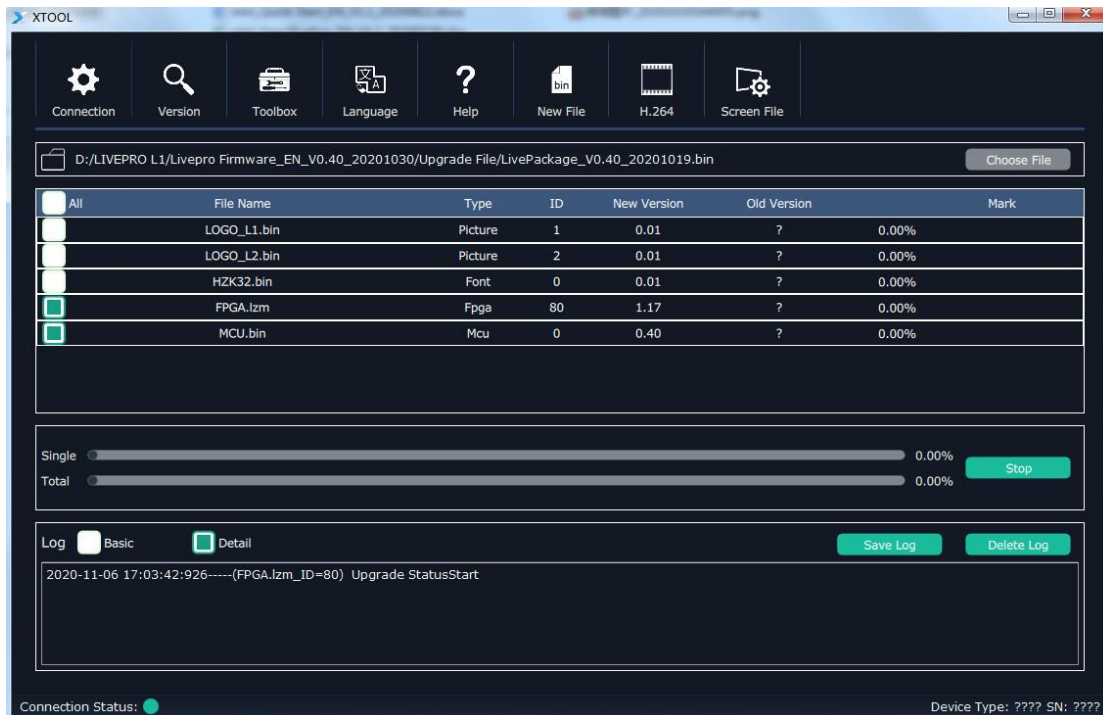 XTOOL
Connection Version Toolbox Language Help New File H.264 Screen File
D:/LIVEPRO L1/Livepro Firmware_EN_V0.40_20201030/Upgrade File/LivePackage_V0.40_20201019.bin Choose File
All File Name Type ID New Version Old Version Mark
LOGO_L1.bin Picture 1 0.01 ? 0.00%
LOGO_L2.bin Picture 2 0.01 ? 0.00%
HZK32.bin Font 0 0.01 ? 0.00%
FPGA.lzm Fpga 80 1.17 ? 0.00%
MCU.bin Mcu 0 0.40 ? 0.00%
Single 0.00%
Stop
Total 0.00%
Log Basic Detail Save Log Delete Log
2020-11-06 17:03:42:926-----(FPGA.lzm_ID=80) Upgrade StatusStart
Connection Status: Device Type: ???? SN: ????